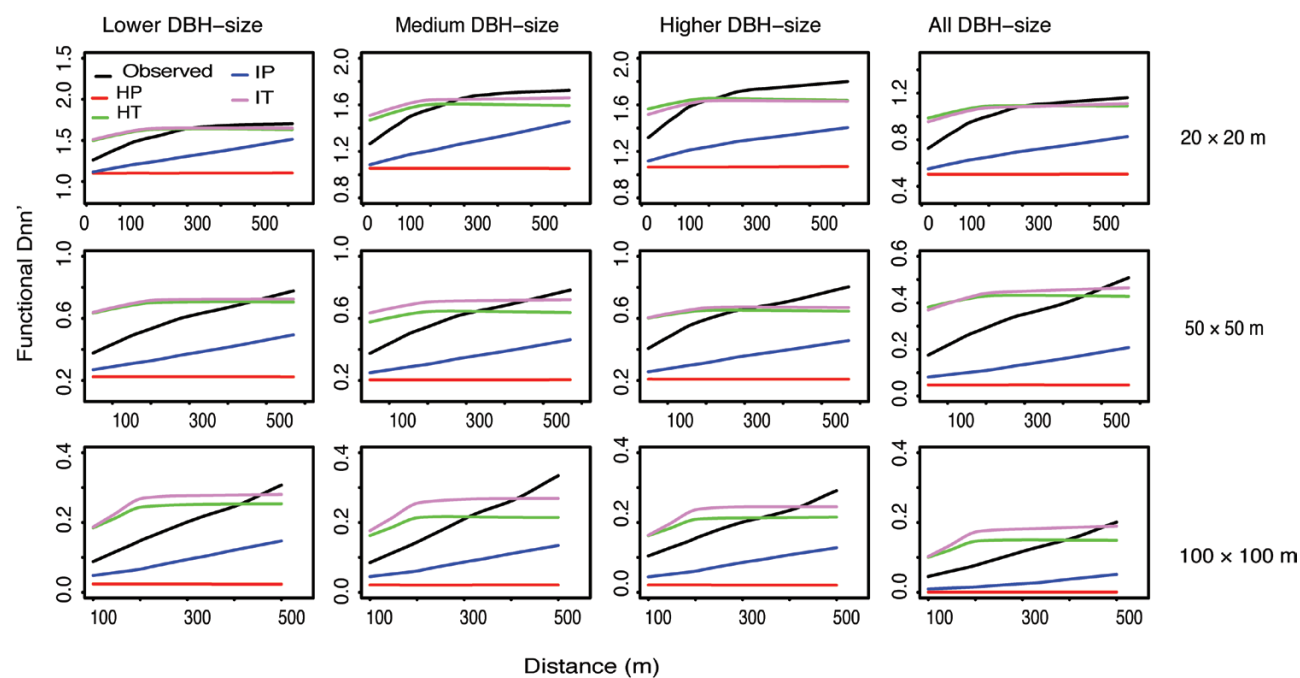 Lower DBH–size Medium DBH–size Higher DBH–size All DBH–size
Functional Dnn’
1.5 2.0 1.5 1.0
Observed IP
HP IT
HT
0 100 300 500
2.0 1.6 1.2 0.8
0 100 300 500
2.0 1.6 1.2 0.8
0 100 300 500
1.2 0.8 0.4
0 100 300 500
20 × 20 m
1.0 0.6 0.2
100 300 500
1.0 0.6 0.2
100 300 500
1.0 0.6 0.2
100 300 500
0.6 0.4 0.2 0.0
100 300 500
50 × 50 m
0.4 0.2 0.0
100 300 500
0.4 0.2 0.0
100 300 500
0.4 0.2 0.0
100 300 500
0.4 0.2 0.0
100 300 500
100 × 100 m
Distance (m)